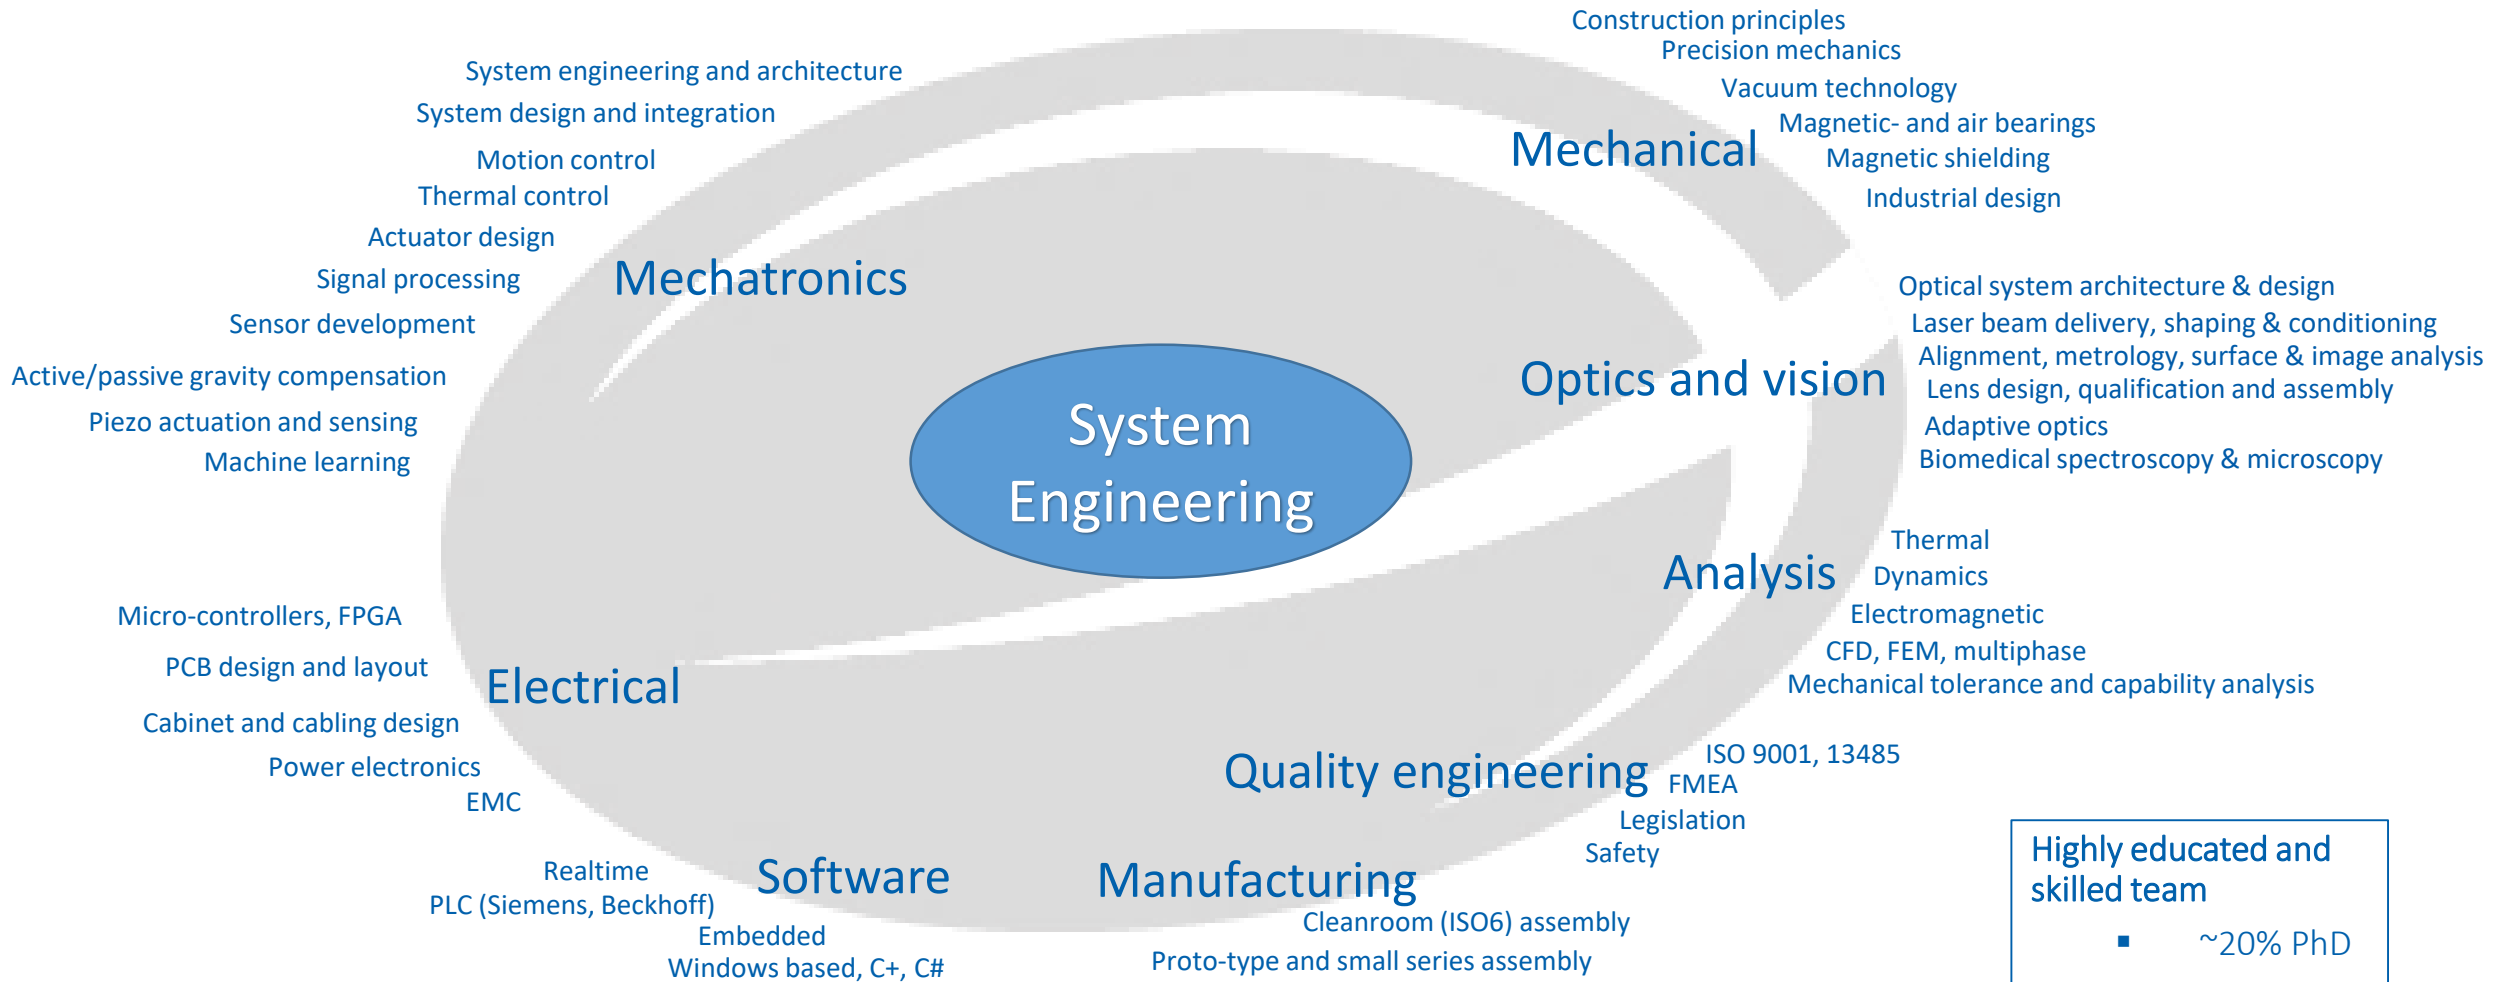 Construction principles
Precision mechanics
Vacuum technology
Magnetic- and air bearings
Magnetic shielding
Industrial design
Mechanical
System engineering and architecture
System design and integration
Motion control
Thermal control
Actuator design
Signal processing
Sensor development
Active/passive gravity compensation
Piezo actuation and sensing
Machine learning
Mechatronics
Optical system architecture & design
Laser beam delivery, shaping & conditioning
Alignment, metrology, surface & image analysis
Lens design, qualification and assembly
Adaptive optics
Biomedical spectroscopy & microscopy
Optics and vision
System
Engineering
Analysis
Thermal
Dynamics
Electromagnetic
CFD, FEM, multiphase
Mechanical tolerance and capability analysis
Micro-controllers, FPGA
PCB design and layout
Cabinet and cabling design
Power electronics
EMC
Electrical
Quality engineering
ISO 9001, 13485
FMEA
Legislation
Safety
Software
Realtime
PLC (Siemens, Beckhoff)
Embedded
Windows based, C+, C#
Manufacturing
Cleanroom (ISO6) assembly
Proto-type and small series assembly
Highly educated and
skilled team
▪ ~20% PhD